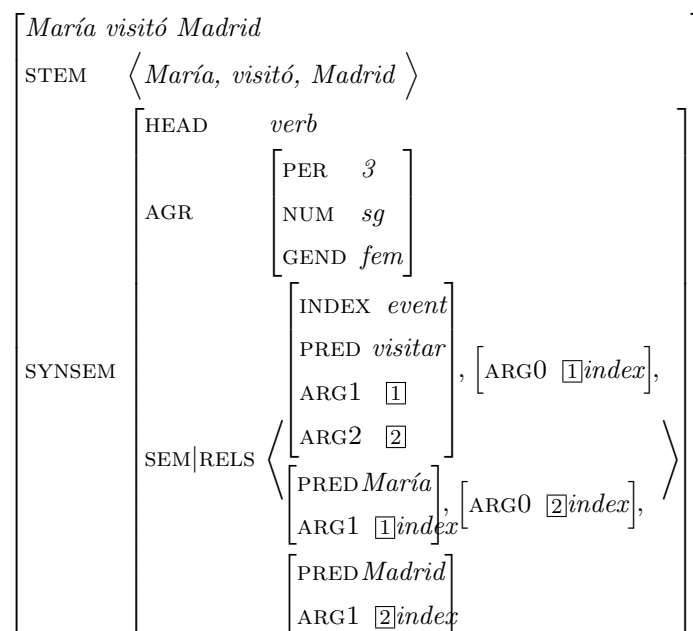 María visitó Madrid
STEM ⟨María, visitó, Madrid⟩
HEAD verb
PER 3
AGR NUM sg
GEND fem
INDEX event
PRED visitar
SYNSEM , [ARG0 [1]index],
ARG1 [1]
ARG2 [2]
SEM|RELS
PRED María
, [ARG0 [2]index],
ARG1 [1]index
PRED Madrid
ARG1 [2]index